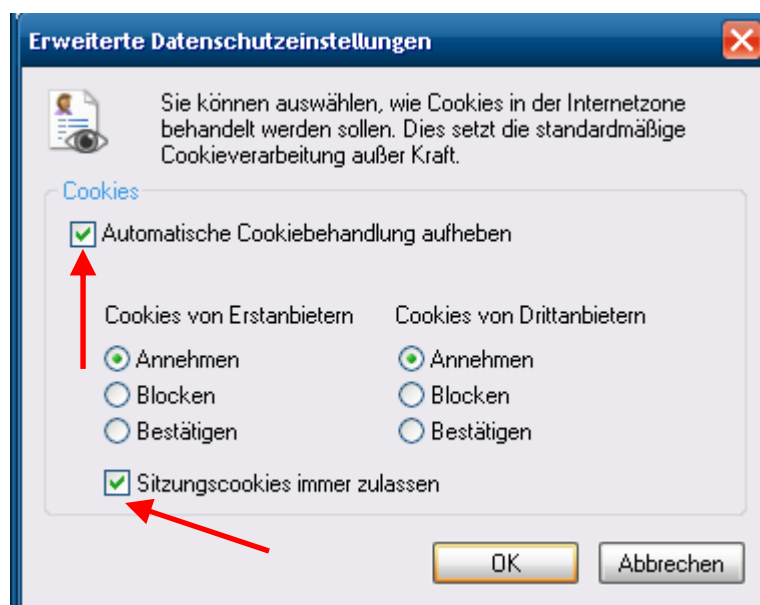 Erweiterte Datenschutzeinstellungen
Sie können auswählen, wie Cookies in der Internetzone
behandelt werden sollen. Dies setzt die standardmäßige
Cookieverarbeitung außer Kraft.
Cookies
Automatische Cookiebehandlung aufheben
Cookies von Erstanbietern
Cookies von Drittanbietern
Annehmen
Annehmen
Blocken
Blocken
Bestätigen
Bestätigen
Sitzungscookies immer zulassen
OK
Abbrechen